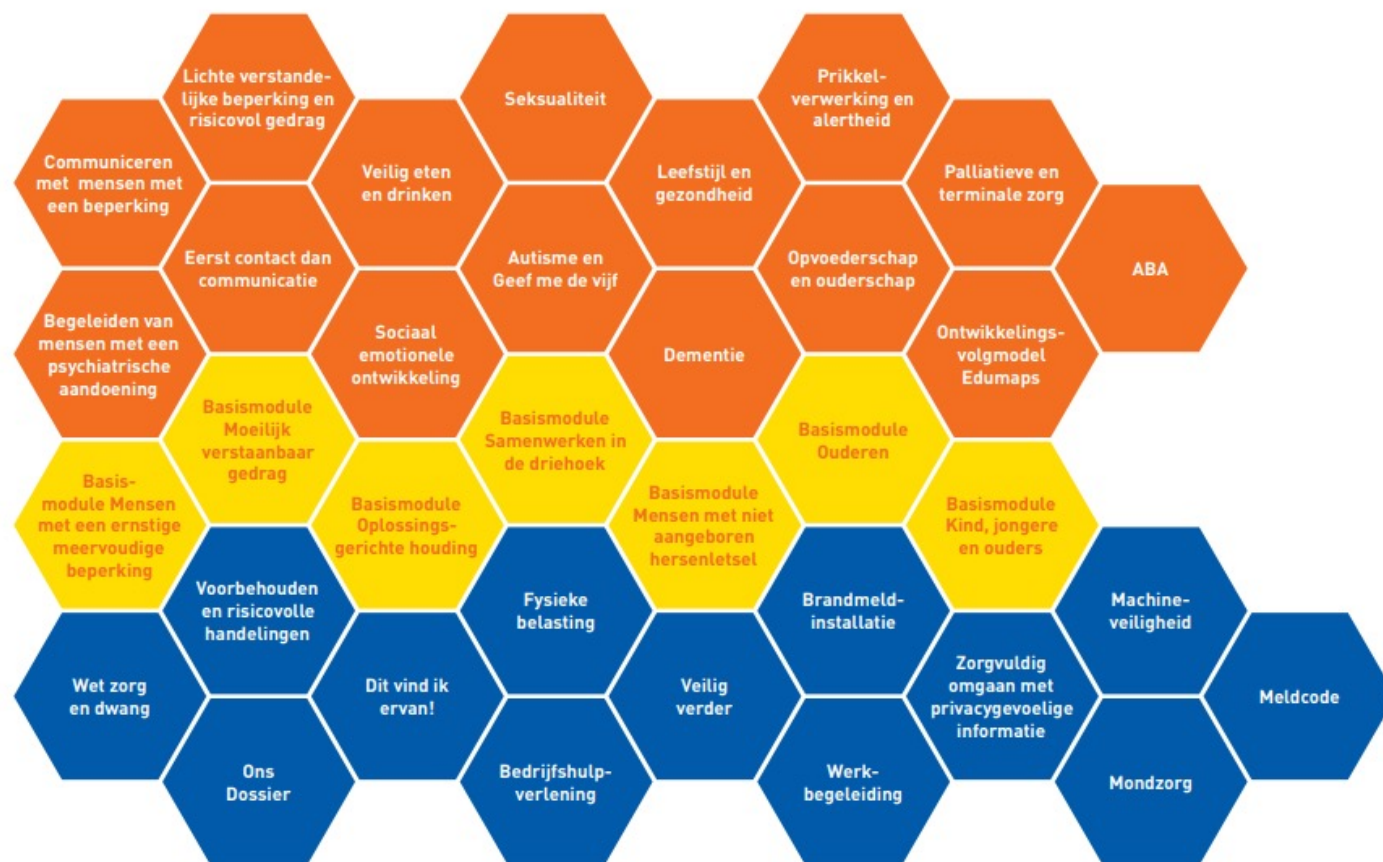 Lichte verstande-
lijke beperking en
risicovol gedrag
Seksualiteit
Prikkel-
verwerking en
alertheid
Communiceren
met mensen met
een beperking
Veilig eten
en drinken
Leefstijl en
gezondheid
Palliatieve en
terminale zorg
Eerst contact dan
communicatie
Autisme en
Geef me de vijf
Opvoederschap
en ouderschap
ABA
Begeleiden van
mensen met een
psychiatrische
aandoening
Sociaal
emotionele
ontwikkeling
Dementie
Ontwikkelings-
volgmodel
Edumaps
Basismodule
Moeilijk
verstaanbaar
gedrag
Basismodule
Samenwerken in
de driehoek
Basismodule
Ouderen
Basis-
module Mensen
met een ernstige
meervoudige
beperking
Basismodule
Oplossings-
gerichte houding
Basismodule
Mensen met niet
aangeboren
hersenletsel
Basismodule
Kind, jongere
en ouders
Voorbehouden
en risicovolle
handelingen
Fysieke
belasting
Brandmeld-
installatie
Machine-
veiligheid
Wet zorg
en dwang
Dit vind ik
ervan!
Veilig
verder
Zorgvuldig
omgaan met
privacygevoelige
informatie
Meldcode
Ons
Dossier
Bedrijfshulp-
verlening
Werk-
begeleiding
Mondzorg